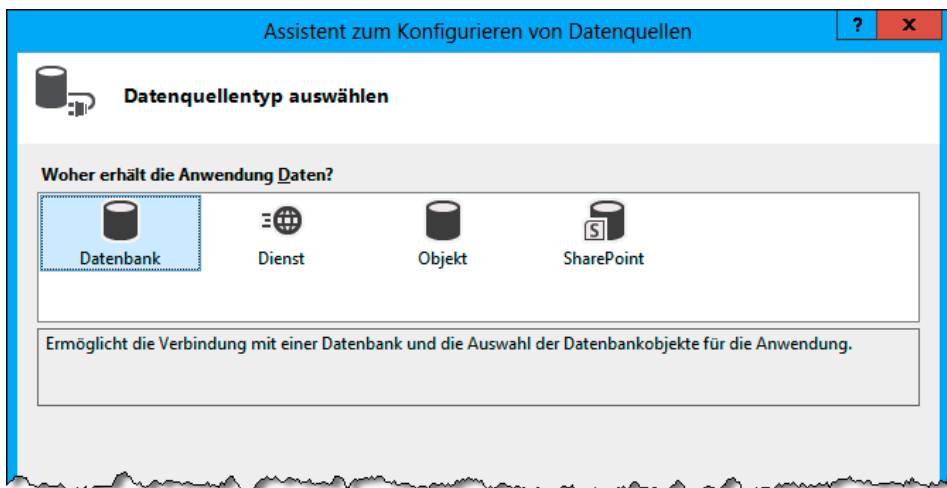 Assistent zum Konfigurieren von Datenquellen
?
x
Datenquellentyp auswählen
Woher erhält die Anwendung Daten?
Datenbank
Dienst
Objekt
S
SharePoint
Ermöglicht die Verbindung mit einer Datenbank und die Auswahl der Datenbankobjekte für die Anwendung.